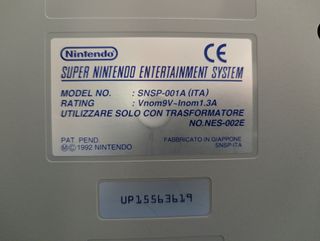 Nintendo
CE
SUPER NINTENDO ENTERTAINMENT SYSTEM
MODEL NO. : SNSP-001A (ITA)
RATING : Vnom9V⎓Inom1.3A
UTILIZZARE SOLO CON TRASFORMATORE
NO.NES-002E
PAT. PEND.
FABBRICATO IN GIAPPONE
Ⓜ©1992 NINTENDO
SNSP-ITA
UP15563619